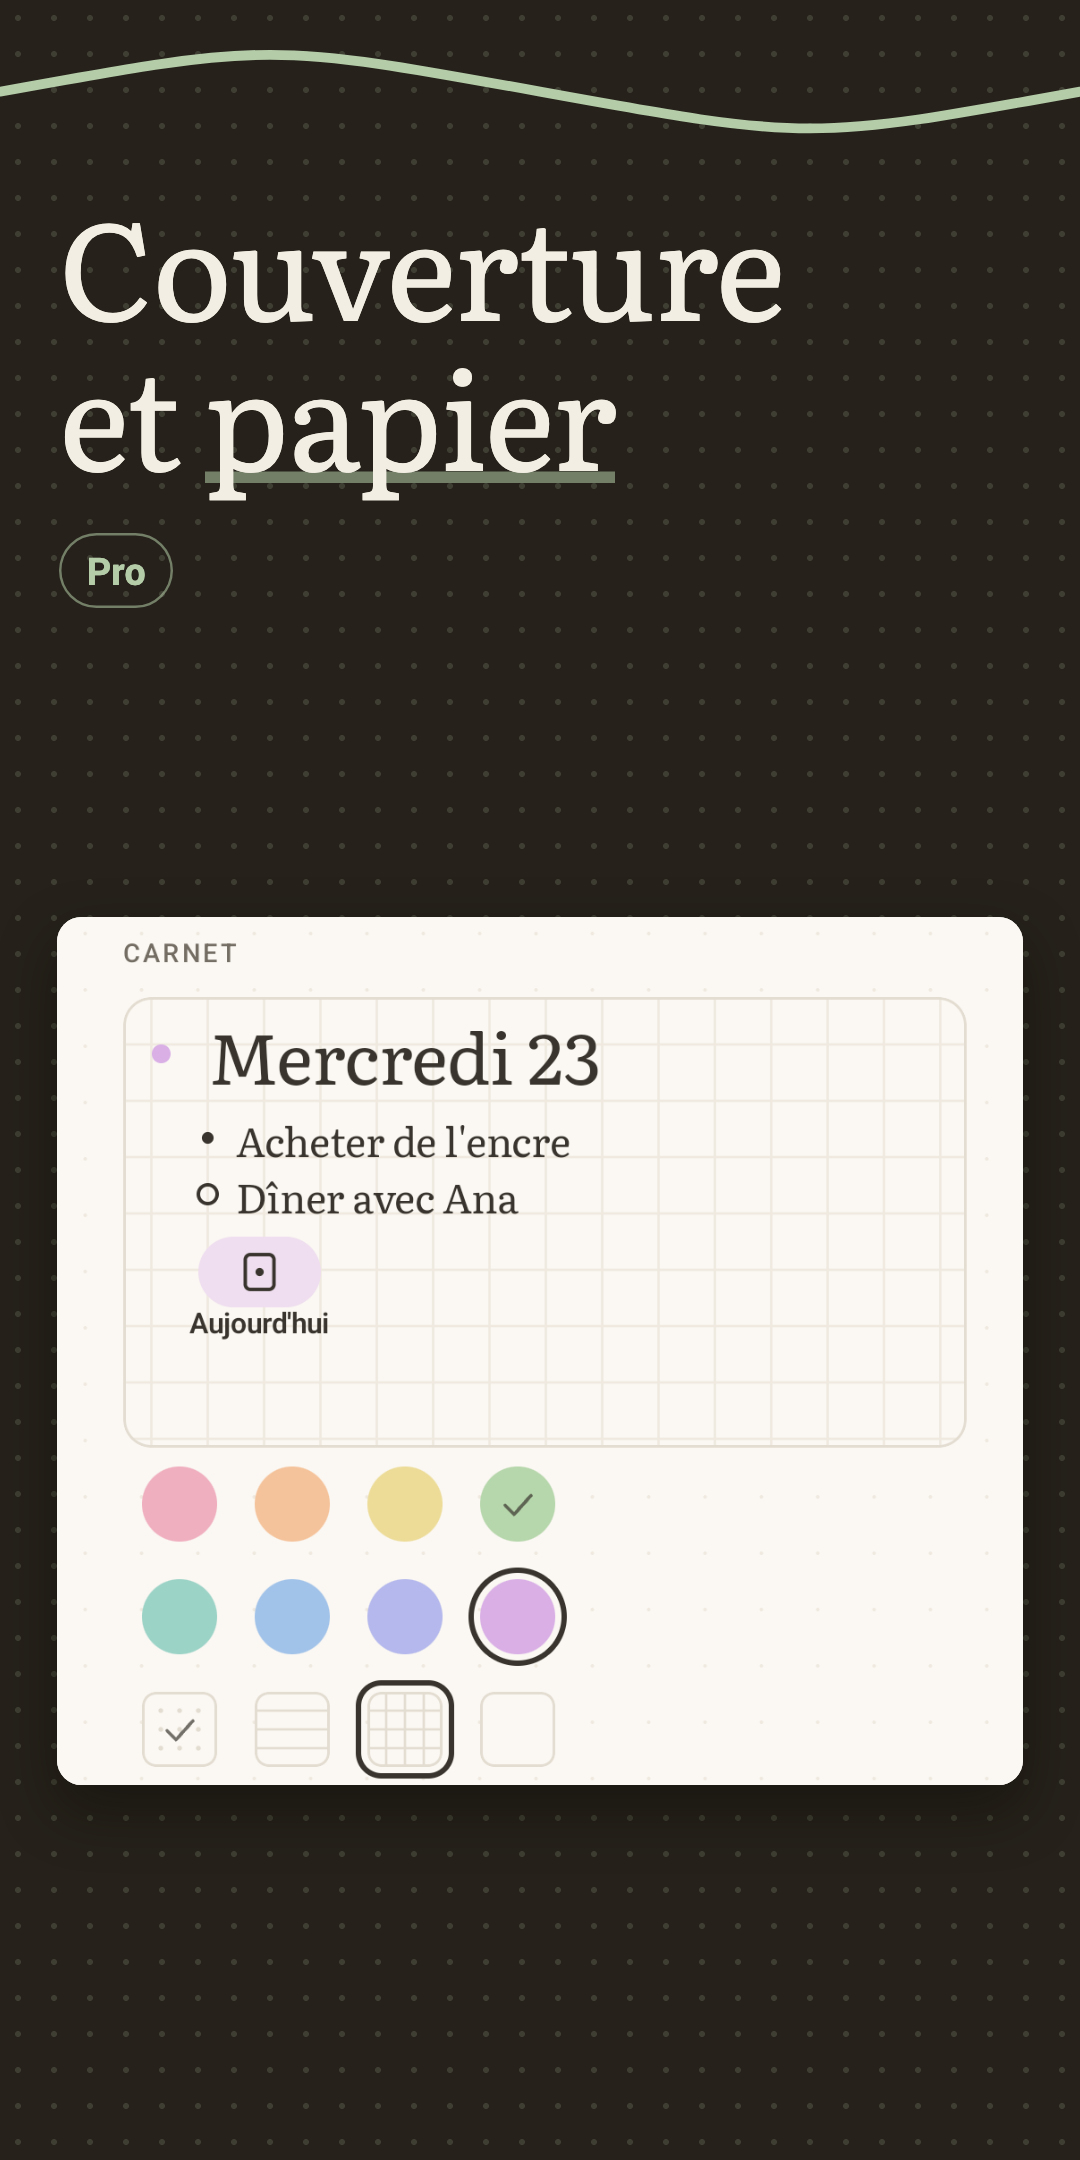 Couverture
et papier
Pro
CARNET
Mercredi 23
Acheter de l'encre
Dîner avec Ana
Aujourd'hui